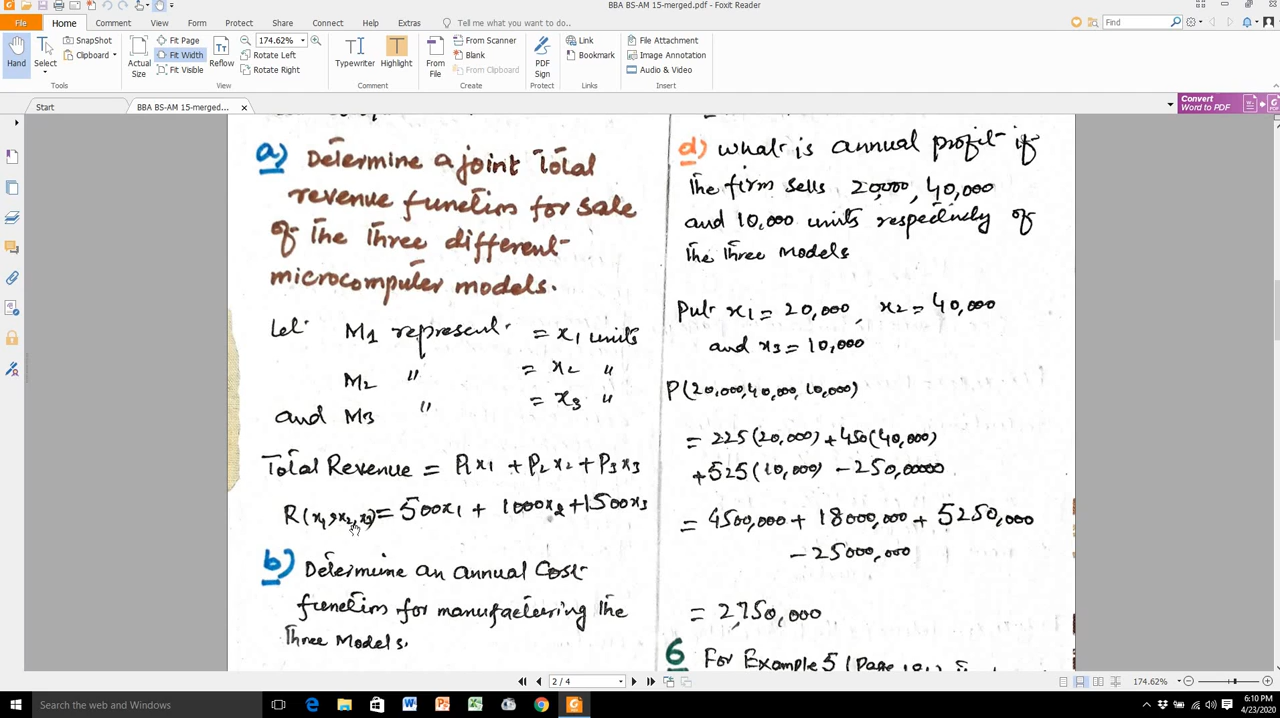 BBA BS-AM 15-merged.pdf - Foxit Reader
File Home Comment View Form Protect Share Connect Help Extras Tell me what you want to do... Find
Hand
Select
SnapShot
Clipboard
Tools
Actual Size
Fit Page
Fit Width
Fit Visible
Reflow
174.62%
Rotate Left
Rotate Right
View
Typewriter
Highlight
Comment
From File
From Scanner
Blank
From Clipboard
Create
PDF Sign
Protect
Link
Bookmark
Links
File Attachment
Image Annotation
Audio & Video
Insert
Start
BBA BS-AM 15-merged....
Convert
Word to PDF
a) Determine a joint Total
revenue function for sale
of the three different
microcomputer models.
Let M1 represent = x1 units
M2 " = x2 "
and M3 " = x3 "
Total Revenue = P1x1 + P2x2 + P3x3
R(x1,x2,x3) = 500x1 + 1000x2 + 1500x3
b) Determine an annual Cost
function for manufacturing the
three Models.
d) What is annual profit if
the firm sells 20,000, 40,000
and 10,000 units respectively of
the three Models
Put x1 = 20,000, x2 = 40,000
and x3 = 10,000
P(20,000,40,000,10,000)
= 225(20,000) + 450(40,000)
+ 525(10,000) - 250,00000
= 4500,000 + 18000,000 + 5250,000
- 25000,000
= 2,750,000
6 For Example 5 (Page
2 / 4
174.62%
Search Windows
6:10 PM
4/23/2020